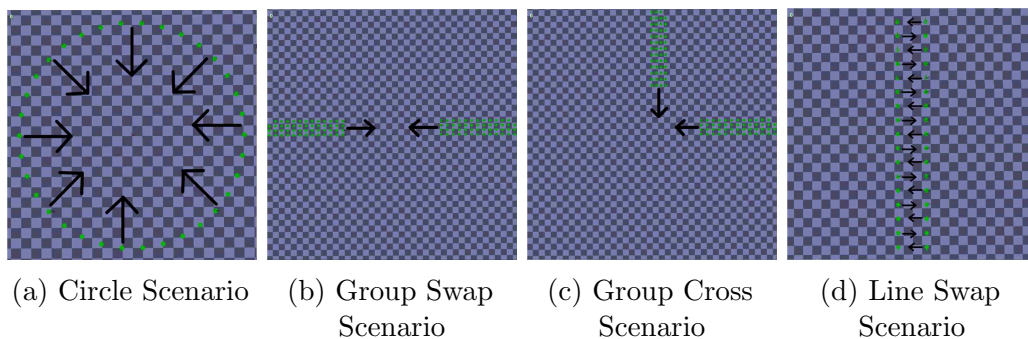 (a) Circle Scenario
(b) Group Swap
Scenario
(c) Group Cross
Scenario
(d) Line Swap
Scenario